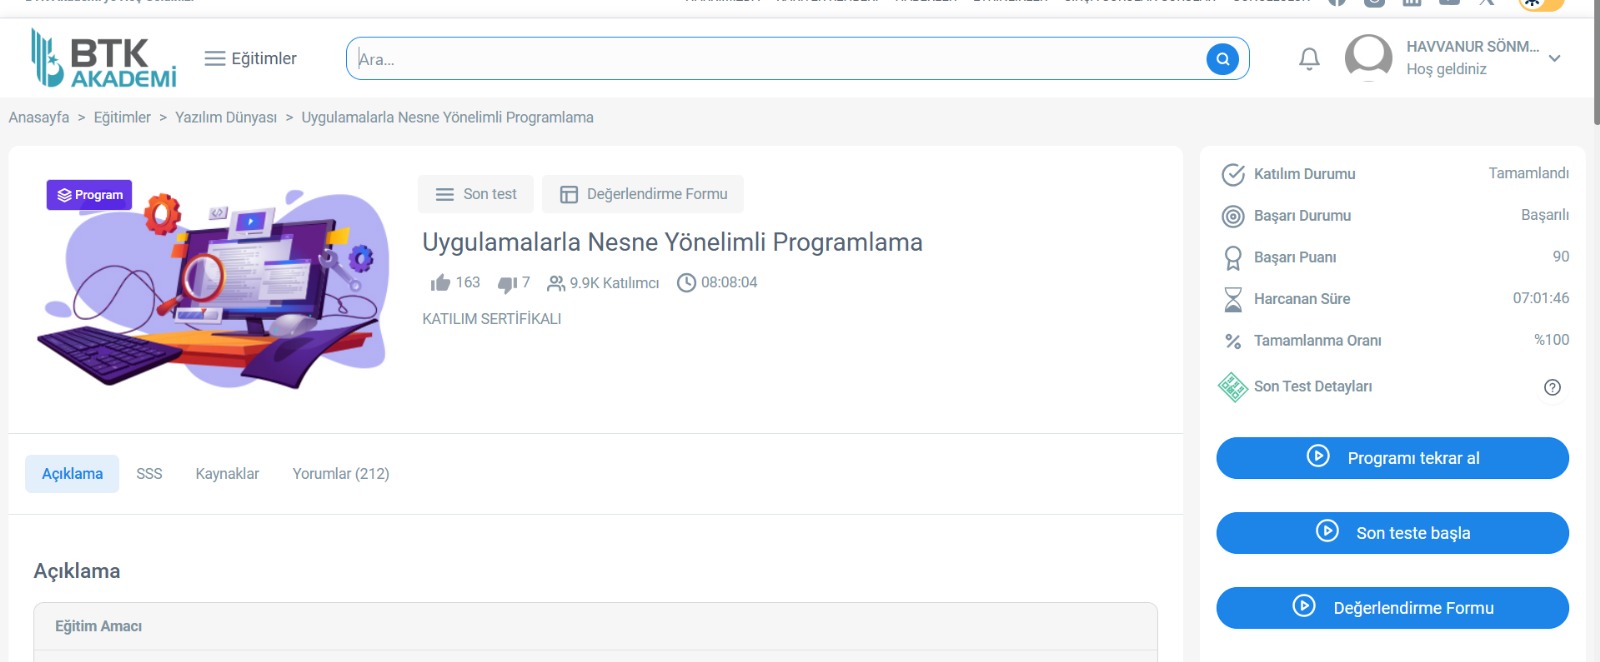 BTK
AKADEMİ
Eğitimler
Ara...
HAVVANUR SÖNM...
Hoş geldiniz
Anasayfa > Eğitimler > Yazılım Dünyası > Uygulamalarla Nesne Yönelimli Programlama
Program
Son test
Değerlendirme Formu
Uygulamalarla Nesne Yönelimli Programlama
163 7 9.9K Katılımcı 08:08:04
KATILIM SERTİFİKALI
Açıklama SSS Kaynaklar Yorumlar (212)
Açıklama
Eğitim Amacı
Katılım Durumu Tamamlandı
Başarı Durumu Başarılı
Başarı Puanı 90
Harcanan Süre 07:01:46
Tamamlanma Oranı %100
Son Test Detayları
Programı tekrar al
Son teste başla
Değerlendirme Formu